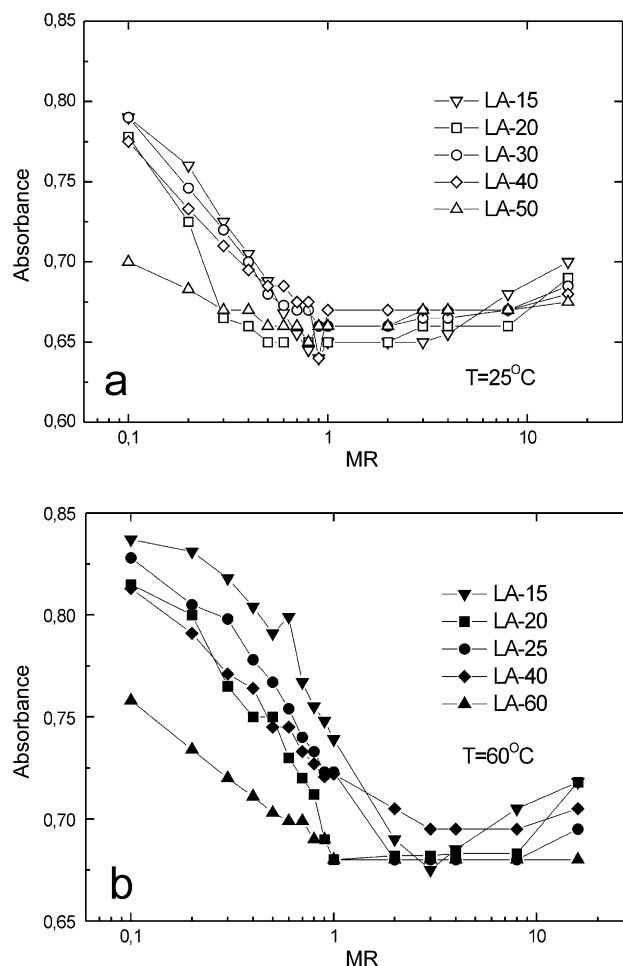 0,85
0,80
0,75
0,70
0,65
0,60
Absorbance
LA-15
LA-20
LA-30
LA-40
LA-50
a
T=25°C
0,1
1
10
MR
0,85
0,80
0,75
0,70
0,65
Absorbance
LA-15
LA-20
LA-25
LA-40
LA-60
T=60°C
b
0,1
1
10
MR